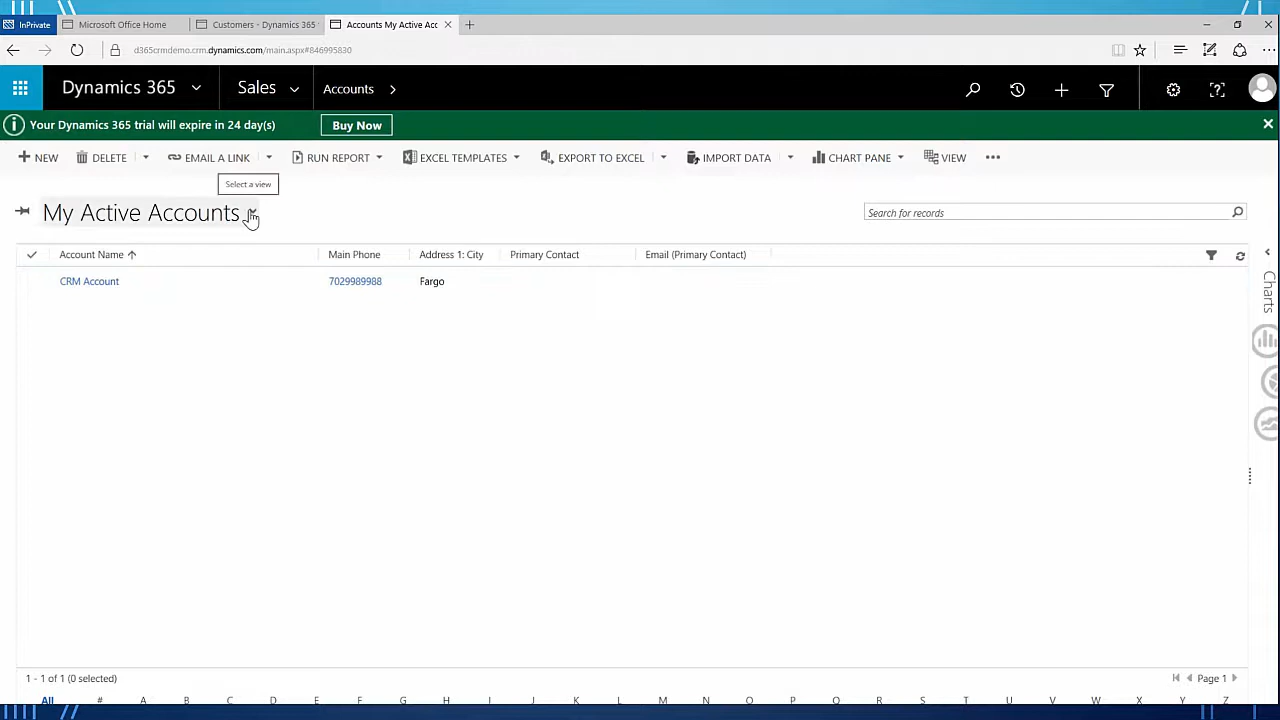 InPrivate Microsoft Office Home Customers - Dynamics 365 Accounts My Active Acc
d365crmdemo.crm.dynamics.com/main.aspx#846995830
Dynamics 365 Sales Accounts
Your Dynamics 365 trial will expire in 24 day(s) Buy Now
NEW DELETE EMAIL A LINK RUN REPORT EXCEL TEMPLATES EXPORT TO EXCEL IMPORT DATA CHART PANE VIEW
Select a view
My Active Accounts
Search for records
Account Name Main Phone Address 1: City Primary Contact Email (Primary Contact)
CRM Account 7029989988 Fargo
Charts
1 - 1 of 1 (0 selected) Page 1
All # A B C D E F G H I J K L M N O P Q R S T U V W X Y Z